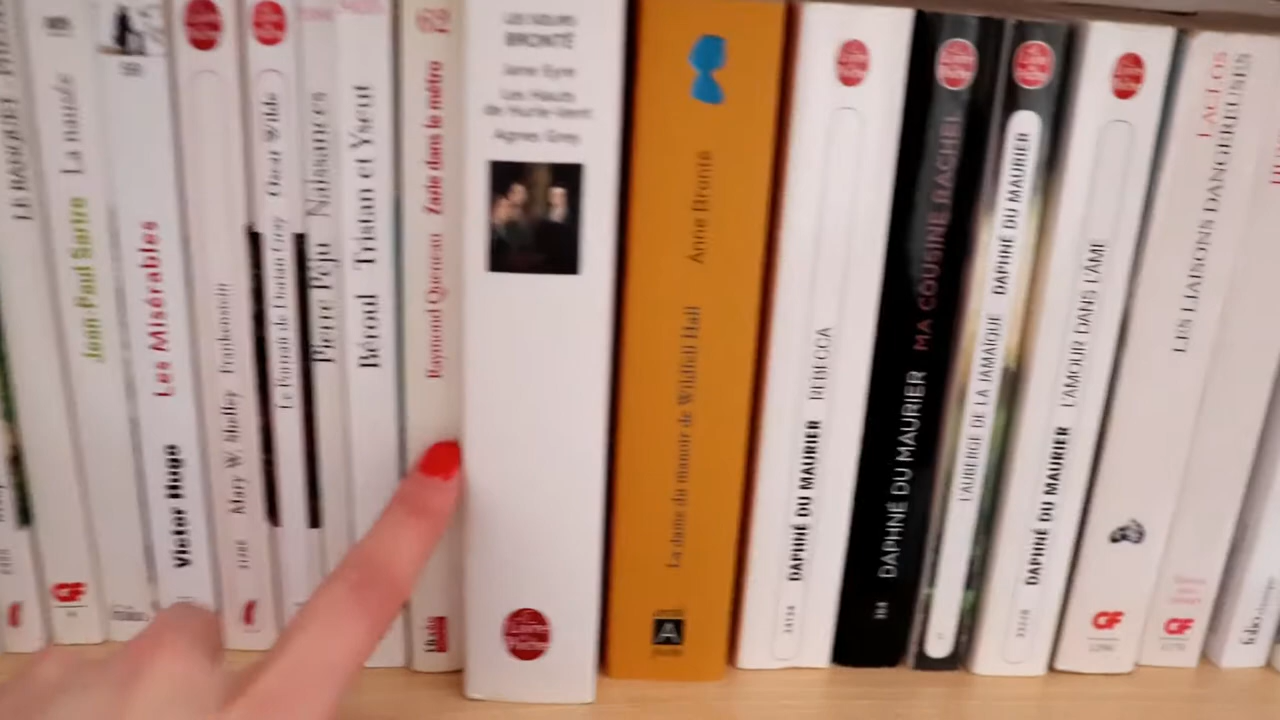 La nausée
Jean-Paul Sartre
Les Misérables
Victor Hugo
Mary W. Shelley Frankenstein
Le Portrait de Dorian Gray Oscar Wilde
Pierre Péju Naissances
Béroul Tristan et Yseut
62
Raymond Queneau Zazie dans le métro
LES SŒURS
BRONTË
Jane Eyre
Les Hauts
de Hurle-Vent
Agnès Grey
La dame du manoir de Wildfell Hall Anne Brontë
A
DAPHNÉ DU MAURIER REBECCA
DAPHNÉ DU MAURIER MA COUSINE RACHEL
L'AUBERGE DE LA JAMAÏQUE DAPHNÉ DU MAURIER
DAPHNÉ DU MAURIER L'AMOUR DANS L'ÂME
LACLOS
LES LIAISONS DANGEREUSES
GF
GF
GF